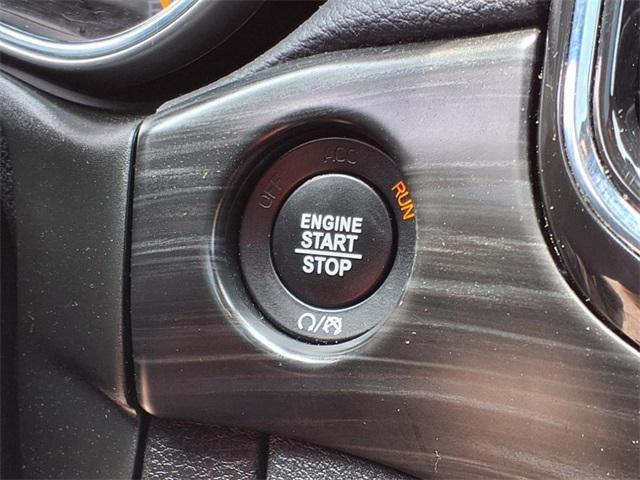 OFF
ACC
RUN
ENGINE
START
STOP